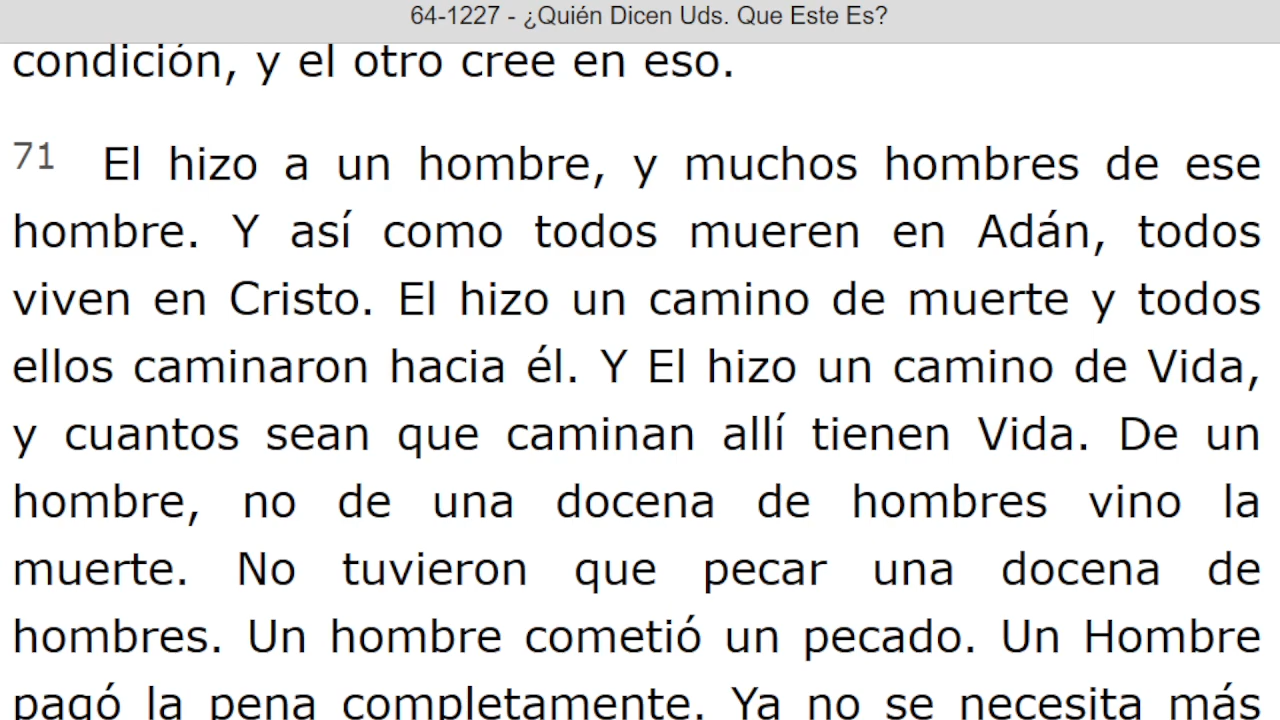 64-1227 - ¿Quién Dicen Uds. Que Este Es?
condición, y el otro cree en eso.
71 El hizo a un hombre, y muchos hombres de ese
hombre. Y así como todos mueren en Adán, todos
viven en Cristo. El hizo un camino de muerte y todos
ellos caminaron hacia él. Y El hizo un camino de Vida,
y cuantos sean que caminan allí tienen Vida. De un
hombre, no de una docena de hombres vino la
muerte. No tuvieron que pecar una docena de
hombres. Un hombre cometió un pecado. Un Hombre
pagó la pena completamente. Ya no se necesita más